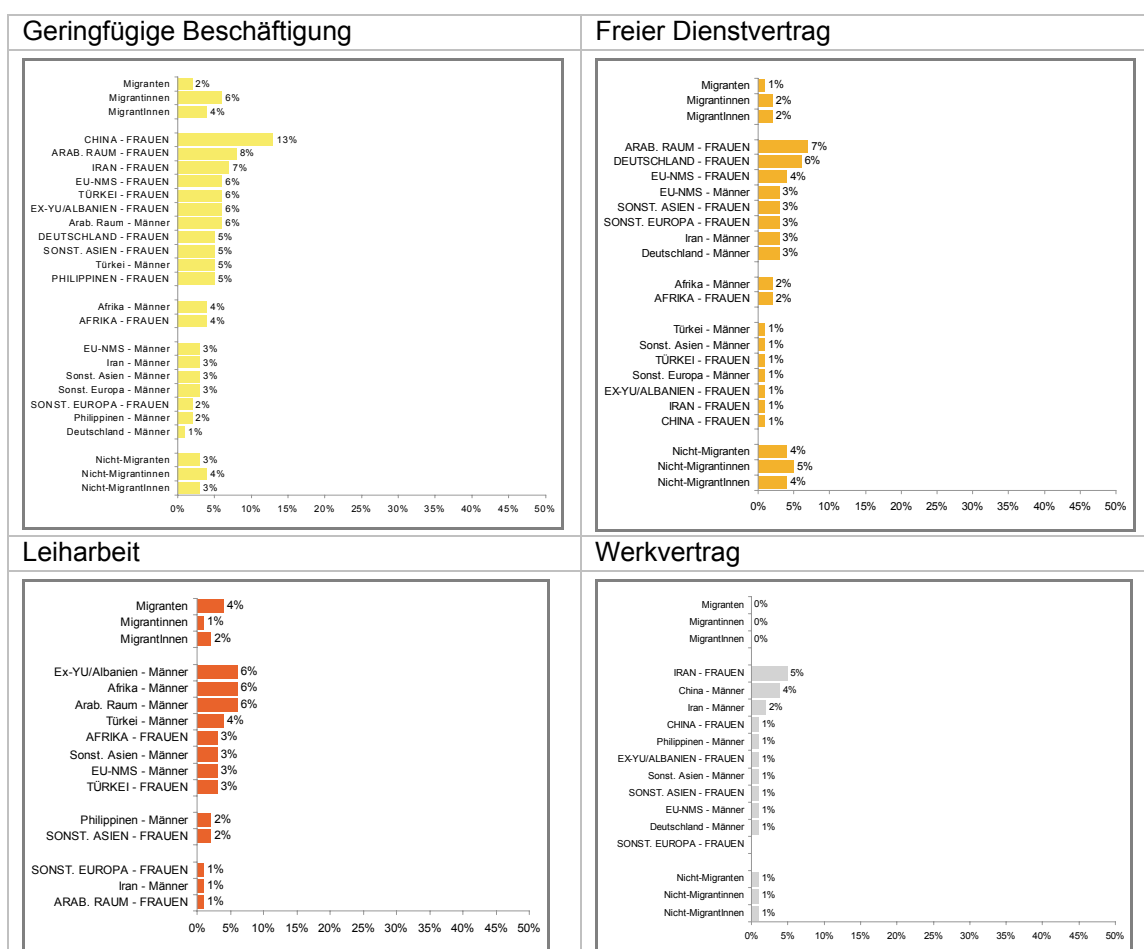 Geringfügige Beschäftigung
Migranten 2%
Migrantinnen 6%
MigrantInnen 4%
CHINA - FRAUEN 13%
ARAB. RAUM - FRAUEN 8%
IRAN - FRAUEN 7%
EU-NMS - FRAUEN 6%
TÜRKEI - FRAUEN 6%
EX-YU/ALBANIEN - FRAUEN 6%
Arab. Raum - Männer 6%
DEUTSCHLAND - FRAUEN 5%
SONST. ASIEN - FRAUEN 5%
Türkei - Männer 5%
PHILIPPINEN - FRAUEN 5%
Afrika - Männer 4%
AFRIKA - FRAUEN 4%
EU-NMS - Männer 3%
Iran - Männer 3%
Sonst. Asien - Männer 3%
Sonst. Europa - Männer 3%
SONST. EUROPA - FRAUEN 2%
Philippinen - Männer 2%
Deutschland - Männer 1%
Nicht-Migranten 3%
Nicht-Migrantinnen 4%
Nicht-MigrantInnen 3%
0% 5% 10% 15% 20% 25% 30% 35% 40% 45% 50%
Freier Dienstvertrag
Migranten 1%
Migrantinnen 2%
MigrantInnen 2%
ARAB. RAUM - FRAUEN 7%
DEUTSCHLAND - FRAUEN 6%
EU-NMS - FRAUEN 4%
EU-NMS - Männer 3%
SONST. ASIEN - FRAUEN 3%
SONST. EUROPA - FRAUEN 3%
Iran - Männer 3%
Deutschland - Männer 3%
Afrika - Männer 2%
AFRIKA - FRAUEN 2%
Türkei - Männer 1%
Sonst. Asien - Männer 1%
TÜRKEI - FRAUEN 1%
Sonst. Europa - Männer 1%
EX-YU/ALBANIEN - FRAUEN 1%
IRAN - FRAUEN 1%
CHINA - FRAUEN 1%
Nicht-Migranten 4%
Nicht-Migrantinnen 5%
Nicht-MigrantInnen 4%
0% 5% 10% 15% 20% 25% 30% 35% 40% 45% 50%
Leiharbeit
Migranten 4%
Migrantinnen 1%
MigrantInnen 2%
Ex-YU/Albanien - Männer 6%
Afrika - Männer 6%
Arab. Raum - Männer 6%
Türkei - Männer 4%
AFRIKA - FRAUEN 3%
Sonst. Asien - Männer 3%
EU-NMS - Männer 3%
TÜRKEI - FRAUEN 3%
Philippinen - Männer 2%
SONST. ASIEN - FRAUEN 2%
SONST. EUROPA - FRAUEN 1%
Iran - Männer 1%
ARAB. RAUM - FRAUEN 1%
0% 5% 10% 15% 20% 25% 30% 35% 40% 45% 50%
Werkvertrag
Migranten 0%
Migrantinnen 0%
MigrantInnen 0%
IRAN - FRAUEN 5%
China - Männer 4%
Iran - Männer 2%
CHINA - FRAUEN 1%
Philippinen - Männer 1%
EX-YU/ALBANIEN - FRAUEN 1%
Sonst. Asien - Männer 1%
SONST. ASIEN - FRAUEN 1%
EU-NMS - Männer 1%
Deutschland - Männer 1%
SONST. EUROPA - FRAUEN
Nicht-Migranten 1%
Nicht-Migrantinnen 1%
Nicht-MigrantInnen 1%
0% 5% 10% 15% 20% 25% 30% 35% 40% 45% 50%